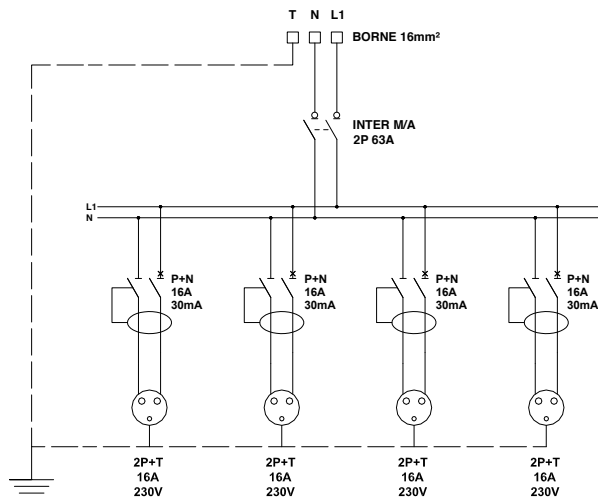 T N L1
BORNE 16mm²
INTER M/A
2P 63A
L1
N
P+N
16A
30mA
P+N
16A
30mA
P+N
16A
30mA
P+N
16A
30mA
2P+T
16A
230V
2P+T
16A
230V
2P+T
16A
230V
2P+T
16A
230V